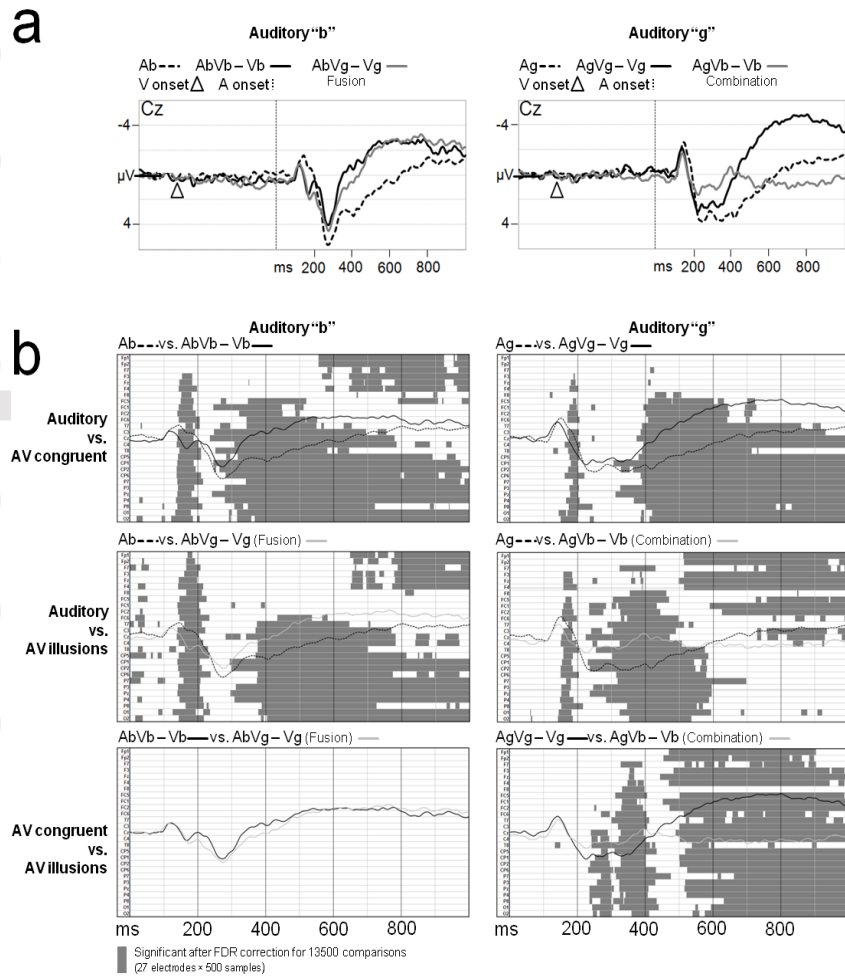 a
Auditory “b”
Ab AbVb – Vb AbVg – Vg
V onset A onset Fusion
Cz
-4
μV
4
ms 200 400 600 800
Auditory “g”
Ag AgVg – Vg AgVb – Vb
V onset A onset Combination
Cz
-4
μV
4
ms 200 400 600 800
b
Auditory “b”
Ab vs. AbVb – Vb
Auditory “g”
Ag vs. AgVg – Vg
Auditory
vs.
AV congruent
Ab vs. AbVg – Vg (Fusion)
Ag vs. AgVb – Vb (Combination)
Auditory
vs.
AV illusions
AbVb – Vb vs. AbVg – Vg (Fusion)
AgVg – Vg vs. AgVb – Vb (Combination)
AV congruent
vs.
AV illusions
ms 200 400 600 800
ms 200 400 600 800
Significant after FDR correction for 13500 comparisons
(27 electrodes × 500 samples)